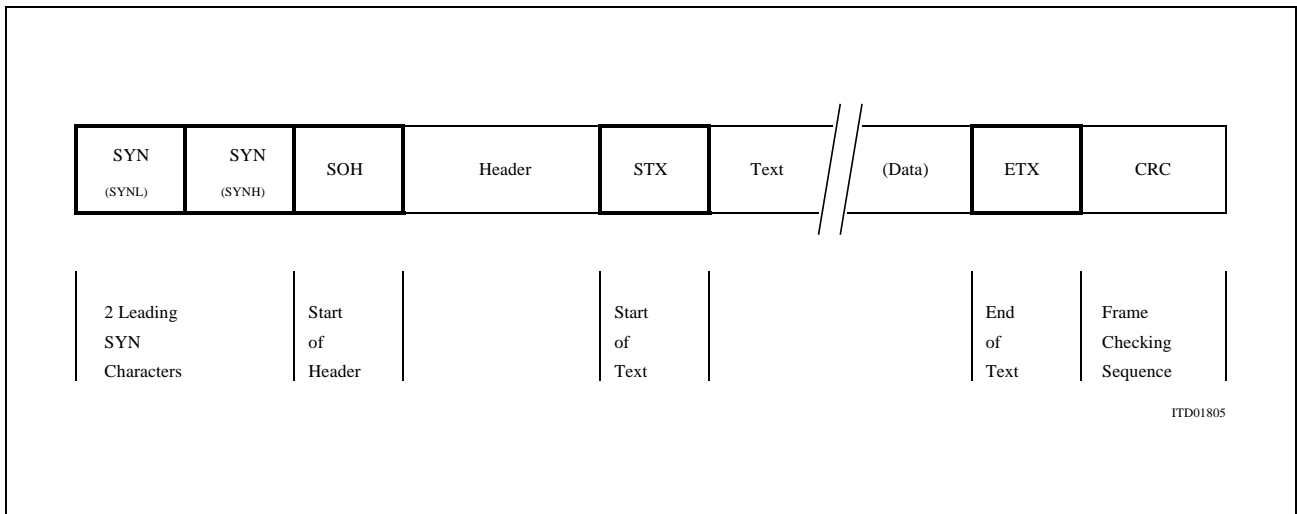 SYN SYN SOH Header STX Text (Data) ETX CRC
(SYNL) (SYNH)
2 Leading Start Start End Frame
SYN of of of Checking
Characters Header Text Text Sequence
ITD01805